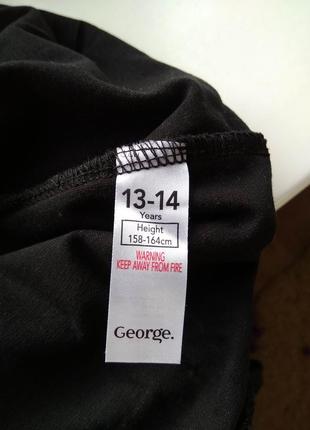 13-14
Years
Height
158-164cm
WARNING
KEEP AWAY FROM FIRE
George.